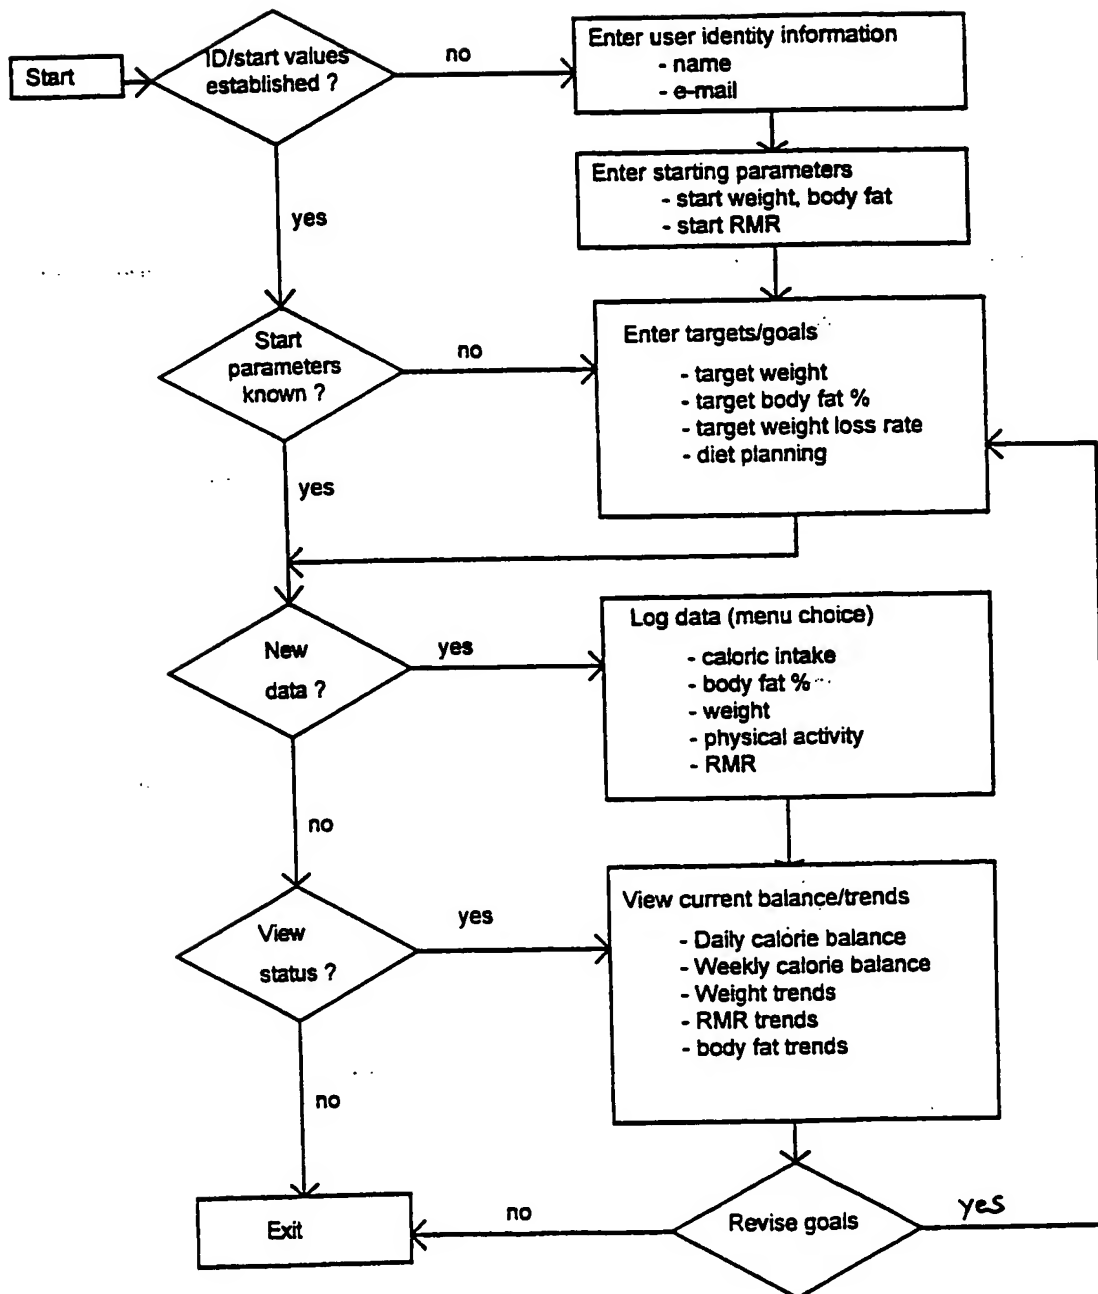 Start
ID/start values
established ?
no
Enter user identity information
- name
- e-mail
Enter starting parameters
- start weight, body fat
- start RMR
yes
Start
parameters
known ?
no
Enter targets/goals
- target weight
- target body fat %
- target weight loss rate
- diet planning
yes
New
data ?
yes
Log data (menu choice)
- caloric intake
- body fat %
- weight
- physical activity
- RMR
no
View
status ?
yes
View current balance/trends
- Daily calorie balance
- Weekly calorie balance
- Weight trends
- RMR trends
- body fat trends
no
Exit
no
Revise goals
yes